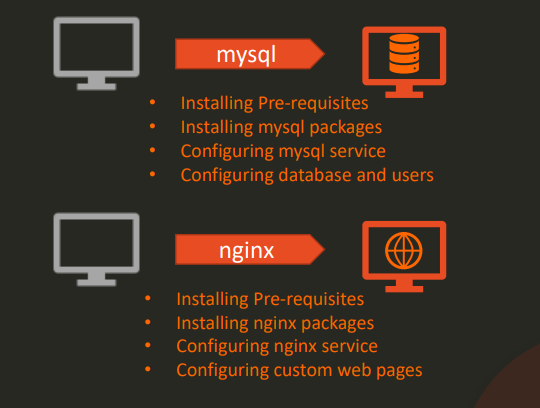 mysql
• Installing Pre-requisites
• Installing mysql packages
• Configuring mysql service
• Configuring database and users
nginx
• Installing Pre-requisites
• Installing nginx packages
• Configuring nginx service
• Configuring custom web pages